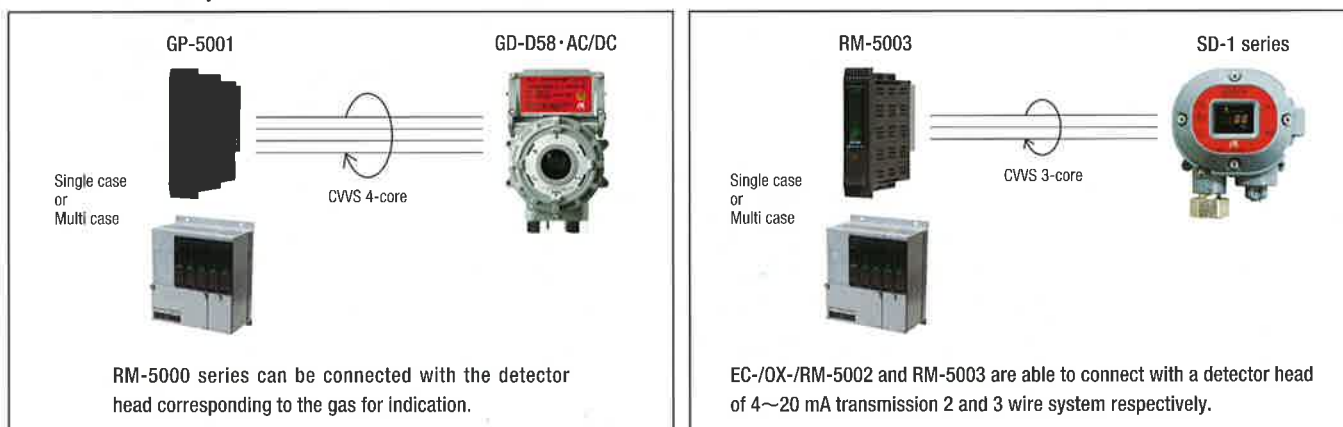 GP-5001
GD-D58・AC/DC
Single case
or
Multi case
CVVS 4-core
RM-5000 series can be connected with the detector
head corresponding to the gas for indication.
RM-5003
SD-1 series
Single case
or
Multi case
CVVS 3-core
EC-/OX-/RM-5002 and RM-5003 are able to connect with a detector head
of 4～20 mA transmission 2 and 3 wire system respectively.